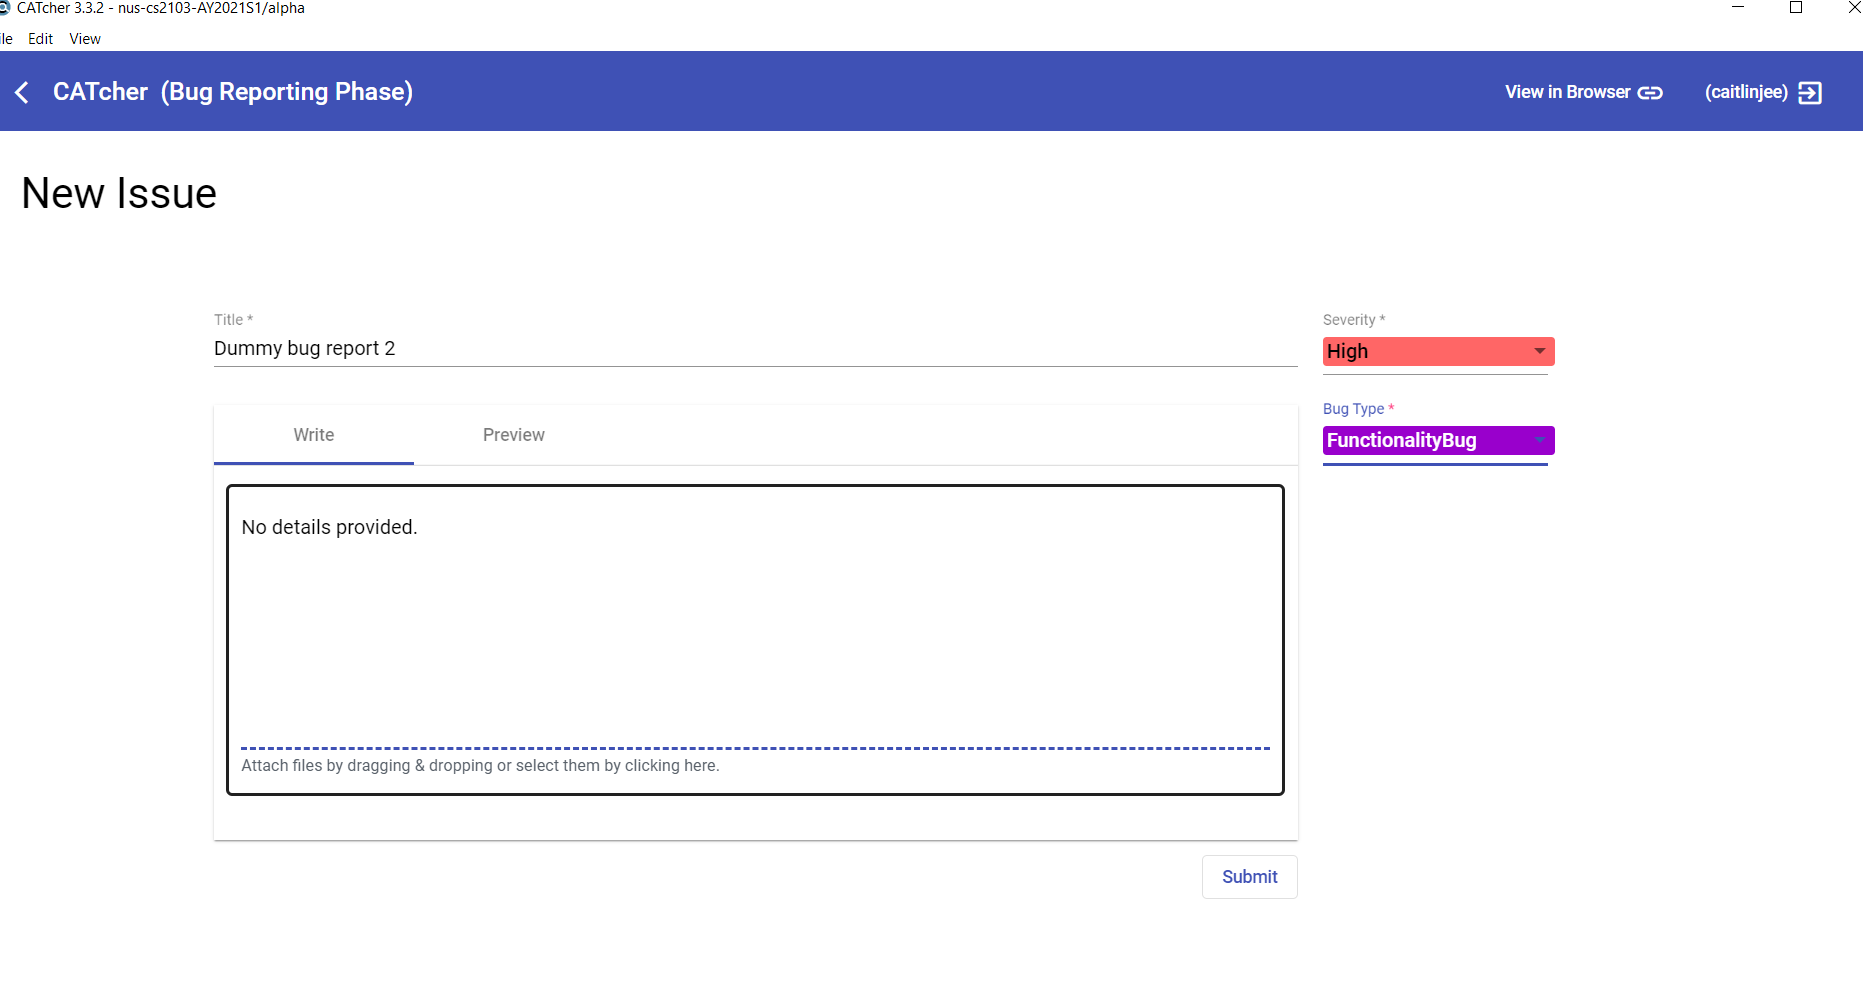 CATcher 3.3.2 - nus-cs2103-AY2021S1/alpha
ile Edit View
CATcher (Bug Reporting Phase) View in Browser (caitlinjee)
New Issue
Title * Severity *
Dummy bug report 2 High
Bug Type *
Write Preview FunctionalityBug
No details provided.
Attach files by dragging & dropping or select them by clicking here.
Submit